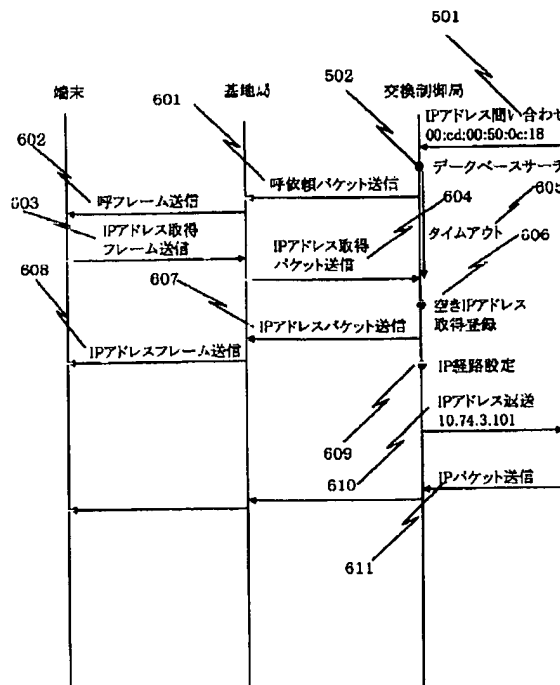 501
端末
基地局
502
交換制御局
601
IPアドレス問い合わせ
00:cd:00:50:0c:18
602
データベースサーチ
呼依頼パケット送信
603
呼フレーム送信
604
605
IPアドレス取得
フレーム送信
IPアドレス取得
パケット送信
タイムアウト
606
608
607
空きIPアドレス
取得登録
IPアドレスパケット送信
IPアドレスフレーム送信
IP経路設定
IPアドレス返送
10.74.3.101
609
610
IPパケット送信
611